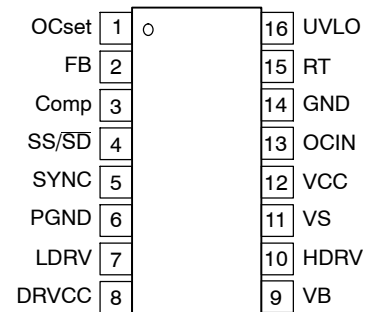 OCset 1 16 UVLO
FB 2 15 RT
Comp 3 14 GND
SS/S̅D̅ 4 13 OCIN
SYNC 5 12 VCC
PGND 6 11 VS
LDRV 7 10 HDRV
DRVCC 8 9 VB